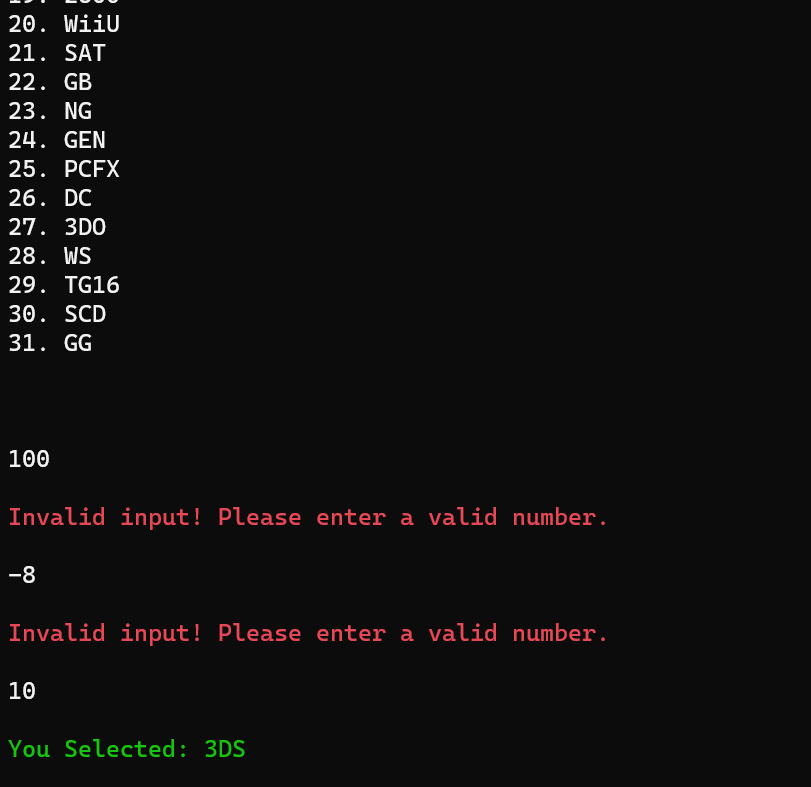 20. WiiU
21. SAT
22. GB
23. NG
24. GEN
25. PCFX
26. DC
27. 3DO
28. WS
29. TG16
30. SCD
31. GG
100
Invalid input! Please enter a valid number.
-8
Invalid input! Please enter a valid number.
10
You Selected: 3DS